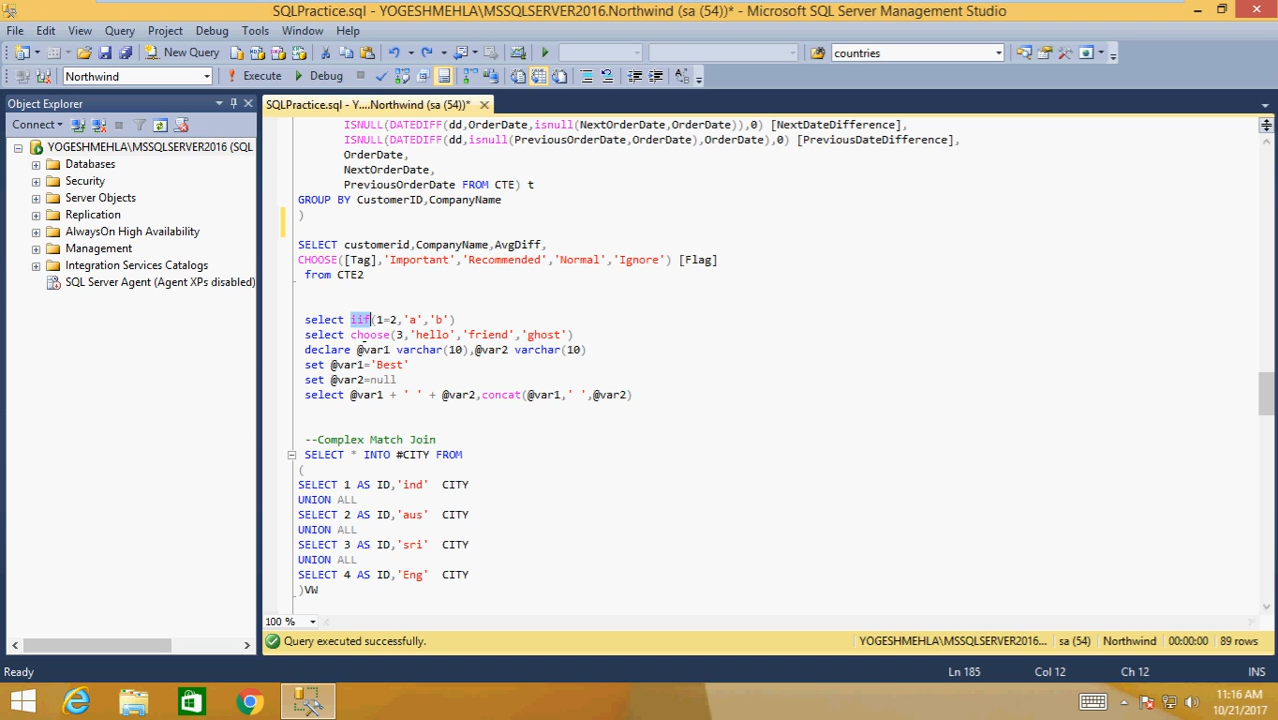 SQLPractice.sql - YOGESHMEHLA\MSSQLSERVER2016.Northwind (sa (54))* - Microsoft SQL Server Management Studio
File Edit View Query Project Debug Tools Window Help
New Query countries
Northwind Execute Debug
Object Explorer
SQLPractice.sql - Y....Northwind (sa (54))*
Connect
YOGESHMEHLA\MSSQLSERVER2016 (SQL
Databases
Security
Server Objects
Replication
AlwaysOn High Availability
Management
Integration Services Catalogs
SQL Server Agent (Agent XPs disabled)
ISNULL(DATEDIFF(dd,OrderDate,isnull(NextOrderDate,OrderDate)),0) [NextDateDifference],
ISNULL(DATEDIFF(dd,isnull(PreviousOrderDate,OrderDate),OrderDate),0) [PreviousDateDifference],
OrderDate,
NextOrderDate,
PreviousOrderDate FROM CTE) t
GROUP BY CustomerID,CompanyName
)
SELECT customerid,CompanyName,AvgDiff,
CHOOSE([Tag],'Important','Recommended','Normal','Ignore') [Flag]
from CTE2
select iif(1=2,'a','b')
select choose(3,'hello','friend','ghost')
declare @var1 varchar(10),@var2 varchar(10)
set @var1='Best'
set @var2=null
select @var1 + ' ' + @var2,concat(@var1,' ',@var2)
--Complex Match Join
SELECT * INTO #CITY FROM
(
SELECT 1 AS ID,'ind' CITY
UNION ALL
SELECT 2 AS ID,'aus' CITY
UNION ALL
SELECT 3 AS ID,'sri' CITY
UNION ALL
SELECT 4 AS ID,'Eng' CITY
)VW
100 %
Query executed successfully. YOGESHMEHLA\MSSQLSERVER2016... sa (54) Northwind 00:00:00 89 rows
Ready Ln 185 Col 12 Ch 12 INS
11:16 AM
10/21/2017